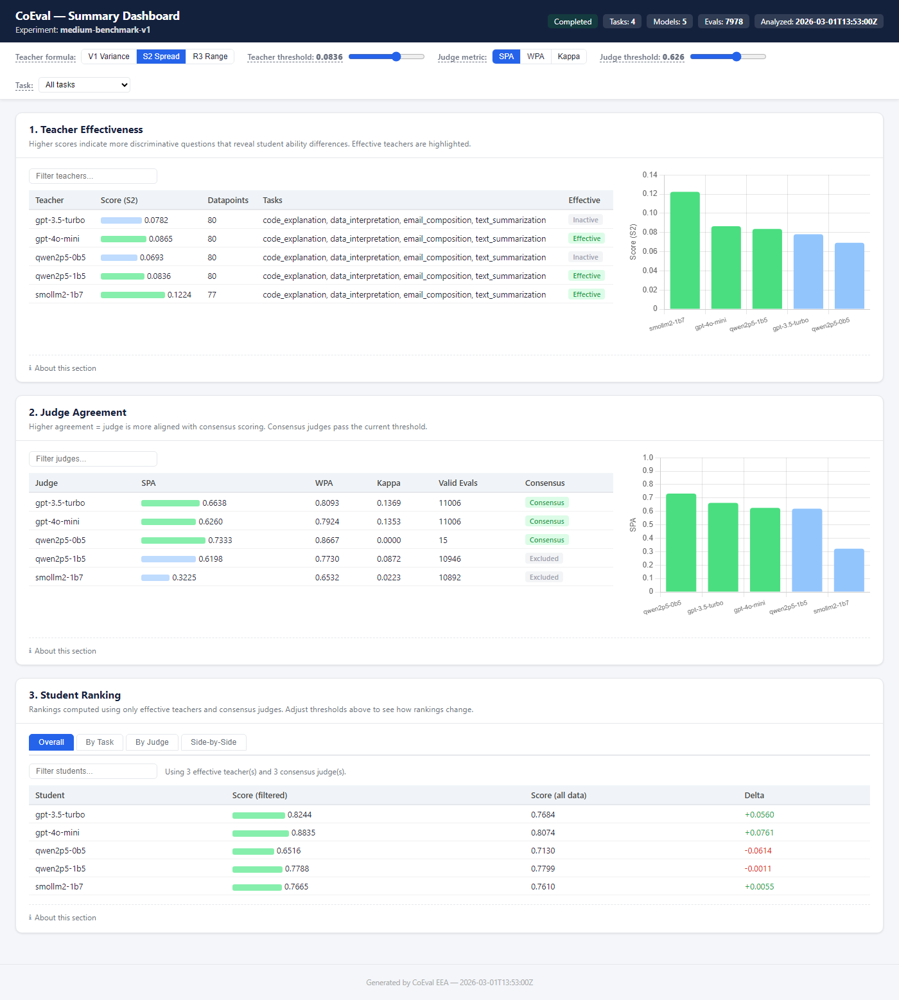 CoEval — Summary Dashboard
Experiment: medium-benchmark-v1
Completed Tasks: 4 Models: 5 Evals: 7978 Analyzed: 2026-03-01T13:53:00Z
Teacher formula: V1 Variance S2 Spread R3 Range Teacher threshold: 0.0836 Judge metric: SPA WPA Kappa Judge threshold: 0.626
Task: All tasks
1. Teacher Effectiveness
Higher scores indicate more discriminative questions that reveal student ability differences. Effective teachers are highlighted.
Filter teachers...
Teacher Score (S2) Datapoints Tasks Effective
gpt-3.5-turbo 0.0782 80 code_explanation, data_interpretation, email_composition, text_summarization Inactive
gpt-4o-mini 0.0865 80 code_explanation, data_interpretation, email_composition, text_summarization Effective
qwen2p5-0b5 0.0693 80 code_explanation, data_interpretation, email_composition, text_summarization Inactive
qwen2p5-1b5 0.0836 80 code_explanation, data_interpretation, email_composition, text_summarization Effective
smollm2-1b7 0.1224 77 code_explanation, data_interpretation, email_composition, text_summarization Effective
Score (S2)
0.14
0.12
0.10
0.08
0.06
0.04
0.02
0
smollm2-1b7 gpt-4o-mini qwen2p5-1b5 gpt-3.5-turbo qwen2p5-0b5
ℹ About this section
2. Judge Agreement
Higher agreement = judge is more aligned with consensus scoring. Consensus judges pass the current threshold.
Filter judges...
Judge SPA WPA Kappa Valid Evals Consensus
gpt-3.5-turbo 0.6638 0.8093 0.1369 11006 Consensus
gpt-4o-mini 0.6260 0.7924 0.1353 11006 Consensus
qwen2p5-0b5 0.7333 0.8667 0.0000 15 Consensus
qwen2p5-1b5 0.6198 0.7730 0.0872 10946 Excluded
smollm2-1b7 0.3225 0.6532 0.0223 10892 Excluded
SPA
1.0
0.9
0.8
0.7
0.6
0.5
0.4
0.3
0.2
0.1
0
qwen2p5-0b5 gpt-3.5-turbo gpt-4o-mini qwen2p5-1b5 smollm2-1b7
ℹ About this section
3. Student Ranking
Rankings computed using only effective teachers and consensus judges. Adjust thresholds above to see how rankings change.
Overall By Task By Judge Side-by-Side
Filter students... Using 3 effective teacher(s) and 3 consensus judge(s).
Student Score (filtered) Score (all data) Delta
gpt-3.5-turbo 0.8244 0.7684 +0.0560
gpt-4o-mini 0.8835 0.8074 +0.0761
qwen2p5-0b5 0.6516 0.7130 -0.0614
qwen2p5-1b5 0.7788 0.7799 -0.0011
smollm2-1b7 0.7665 0.7610 +0.0055
ℹ About this section
Generated by CoEval EEA — 2026-03-01T13:53:00Z